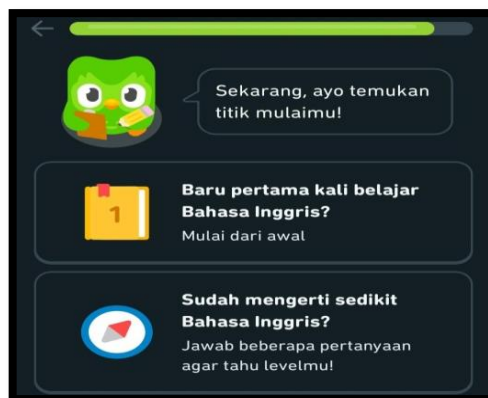 Sekarang, ayo temukan
titik mulaimu!
1
Baru pertama kali belajar
Bahasa Inggris?
Mulai dari awal
Sudah mengerti sedikit
Bahasa Inggris?
Jawab beberapa pertanyaan
agar tahu levelmu!